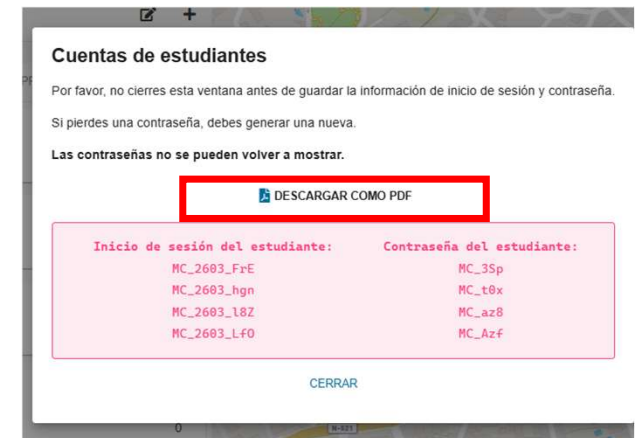 Cuentas de estudiantes
Por favor, no cierres esta ventana antes de guardar la información de inicio de sesión y contraseña.
Si pierdes una contraseña, debes generar una nueva.
Las contraseñas no se pueden volver a mostrar.
DESCARGAR COMO PDF
Inicio de sesión del estudiante: Contraseña del estudiante:
MC_2603_FrE MC_3Sp
MC_2603_hgn MC_t0x
MC_2603_l8Z MC_az8
MC_2603_LfO MC_Azf
CERRAR
0 N-521